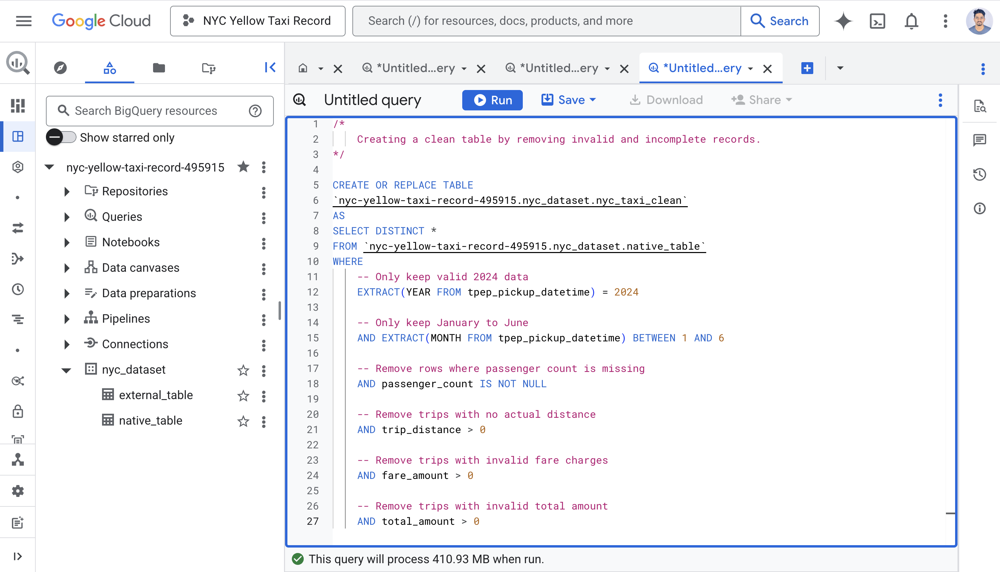 Google Cloud
NYC Yellow Taxi Record
Search (/) for resources, docs, products, and more
Search
*Untitled...ery
*Untitled...ery
*Untitled...ery
Search BigQuery resources
Show starred only
nyc-yellow-taxi-record-495915
Repositories
Queries
Notebooks
Data canvases
Data preparations
Pipelines
Connections
nyc_dataset
external_table
native_table
Untitled query
Run
Save
Download
Share
1 /*
2 Creating a clean table by removing invalid and incomplete records.
3 */
4
5 CREATE OR REPLACE TABLE
6 `nyc-yellow-taxi-record-495915.nyc_dataset.nyc_taxi_clean`
7 AS
8 SELECT DISTINCT *
9 FROM `nyc-yellow-taxi-record-495915.nyc_dataset.native_table`
10 WHERE
11 -- Only keep valid 2024 data
12 EXTRACT(YEAR FROM tpep_pickup_datetime) = 2024
13
14 -- Only keep January to June
15 AND EXTRACT(MONTH FROM tpep_pickup_datetime) BETWEEN 1 AND 6
16
17 -- Remove rows where passenger count is missing
18 AND passenger_count IS NOT NULL
19
20 -- Remove trips with no actual distance
21 AND trip_distance > 0
22
23 -- Remove trips with invalid fare charges
24 AND fare_amount > 0
25
26 -- Remove trips with invalid total amount
27 AND total_amount > 0
This query will process 410.93 MB when run.